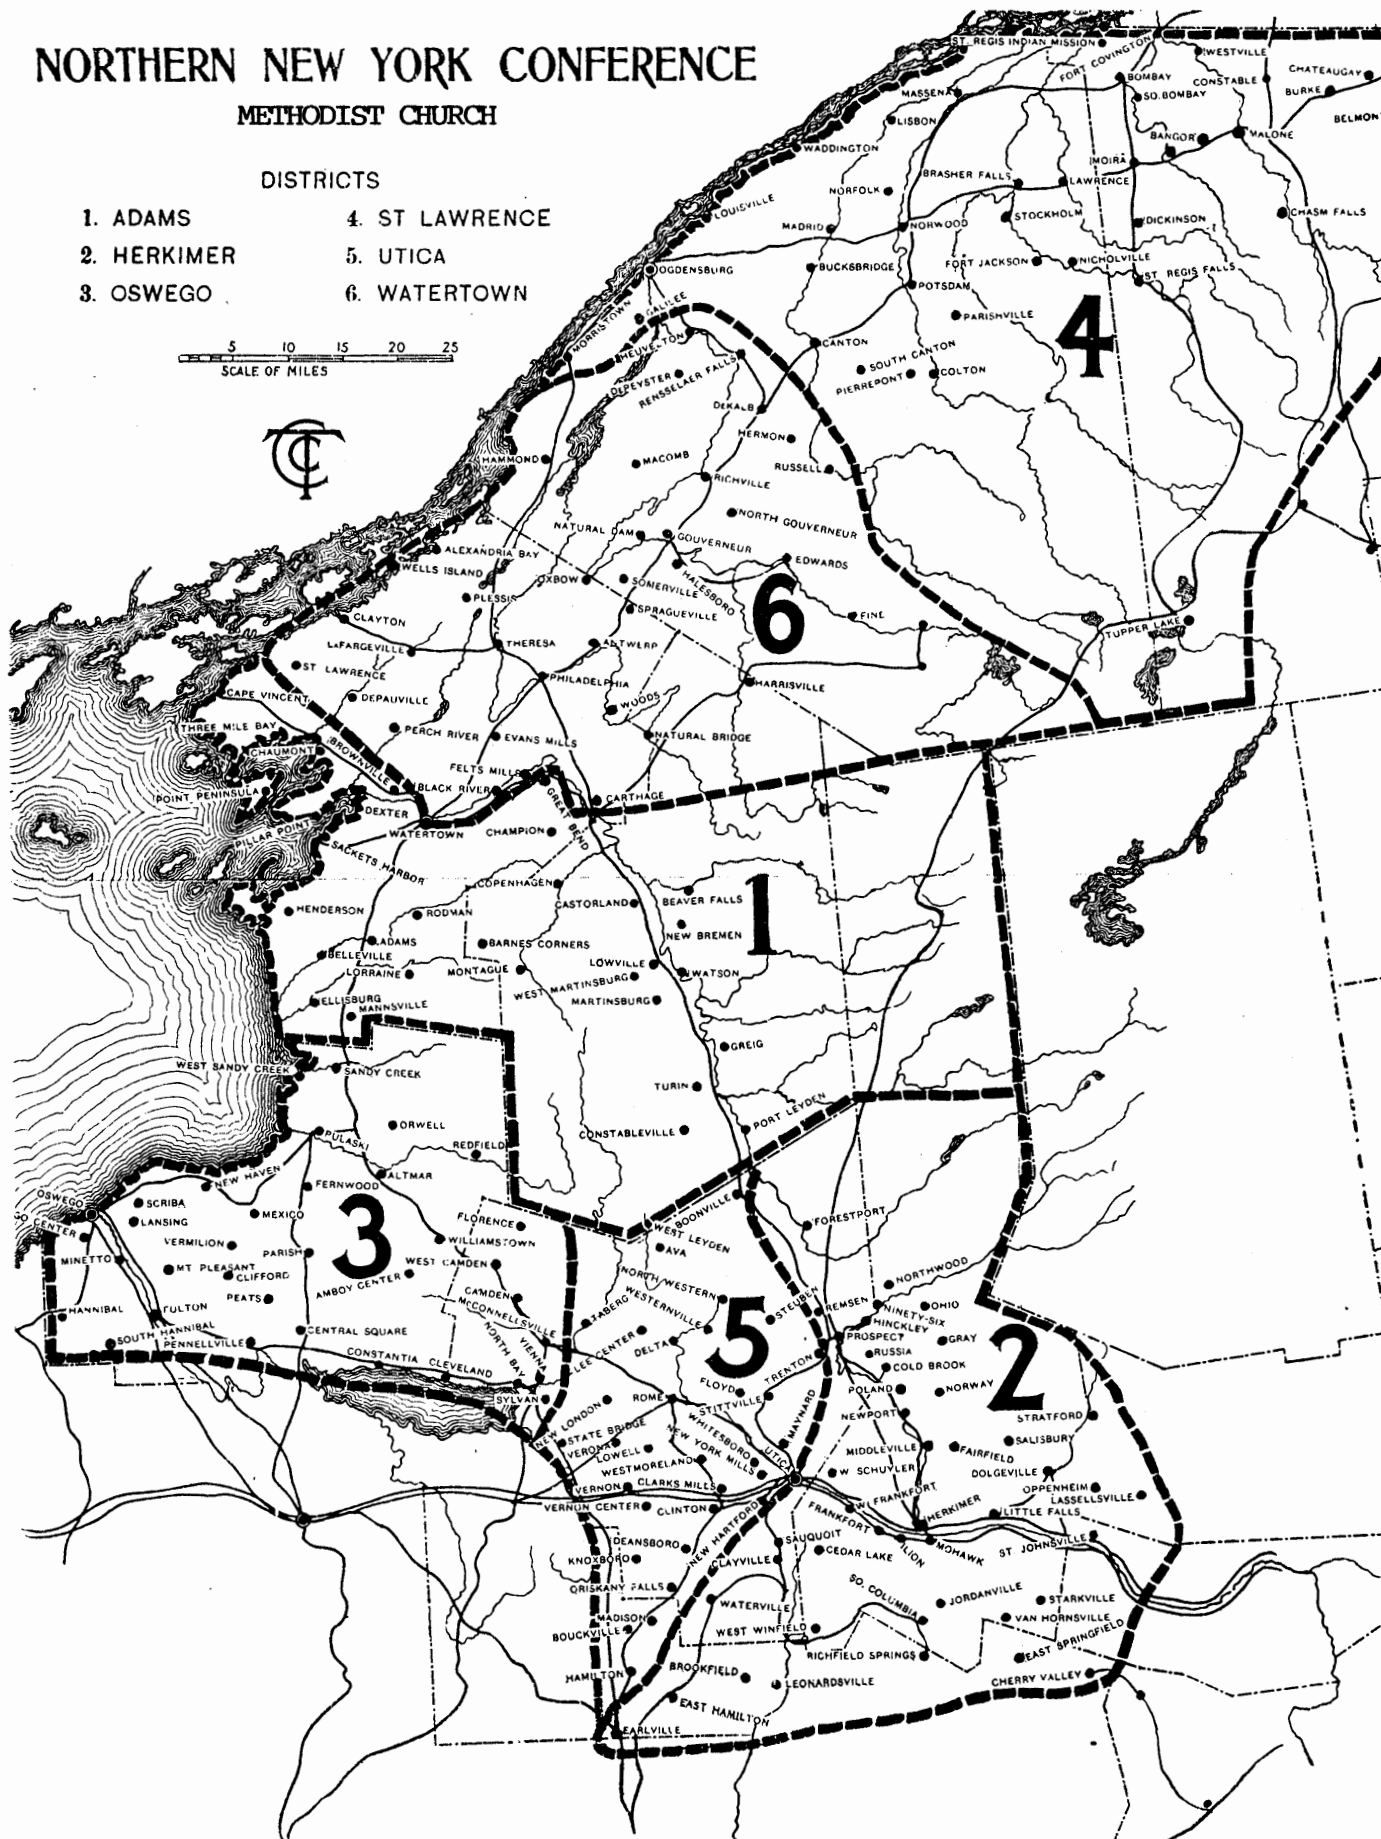 NORTHERN NEW YORK CONFERENCE
METHODIST CHURCH
DISTRICTS
1. ADAMS
2. HERKIMER
3. OSWEGO
4. ST LAWRENCE
5. UTICA
6. WATERTOWN
5 10 15 20 25
SCALE OF MILES
ST. REGIS INDIAN MISSION
FORT COVINGTON
WESTVILLE
BOMBAY
CONSTABLE
CHATEAUGAY
BURKE
SO. BOMBAY
BELMON
MASSENA
LISBON
BANGOR
MALONE
WADDINGTON
MOIRA
BRASHER FALLS
LAWRENCE
NORFOLK
LOUISVILLE
STOCKHOLM
DICKINSON
CHASM FALLS
MADRID
NORWOOD
OGDENSBURG
BUCKSBRIDGE
FORT JACKSON
NICHOLVILLE
ST. REGIS FALLS
POTSDAM
4
GALILEE
MORRISTOWN
PARISHVILLE
HEUVELTON
CANTON
SOUTH CANTON
PIERREPONT
COLTON
DEPEYSTER
RENSSELAER FALLS
DEKALB
HERMON
HAMMOND
MACOMB
RUSSELL
RICHVILLE
NORTH GOUVERNEUR
NATURAL DAM
GOUVERNEUR
ALEXANDRIA BAY
WELLS ISLAND
OXBOW
SOMERVILLE
HALESBORO
EDWARDS
6
PLESSIS
SPRAGUEVILLE
FINE
CLAYTON
TUPPER LAKE
LAFARGEVILLE
THERESA
ANTWERP
ST LAWRENCE
PHILADELPHIA
HARRISVILLE
CAPE VINCENT
DEPAUVILLE
WOODS
THREE MILE BAY
PERCH RIVER
EVANS MILLS
NATURAL BRIDGE
CHAUMONT
BROWNVILLE
FELTS MILLS
POINT PENINSULA
BLACK RIVER
GREAT BEND
CARTHAGE
DEXTER
PILLAR POINT
WATERTOWN
CHAMPION
SACKETS HARBOR
COPENHAGEN
1
HENDERSON
RODMAN
CASTORLAND
BEAVER FALLS
NEW BREMEN
ADAMS
BARNES CORNERS
BELLEVILLE
LORRAINE
MONTAGUE
LOWVILLE
WEST MARTINSBURG
WATSON
ELLISBURG
MANNSVILLE
MARTINSBURG
GREIG
WEST SANDY CREEK
SANDY CREEK
TURIN
PORT LEYDEN
ORWELL
PULASKI
REDFIELD
CONSTABLEVILLE
NEW HAVEN
FERNWOOD
ALTMAR
OSWEGO
SCRIBA
GO CENTER
LANSING
MEXICO
3
FLORENCE
WEST LEYDEN
BOONVILLE
FORESTPORT
VERMILION
PARISH
WILLIAMSTOWN
AVA
MINETTO
MT PLEASANT
CLIFFORD
AMBOY CENTER
WEST CAMDEN
NORTH WESTERN
NORTHWOOD
PEATS
CAMDEN
WESTERNVILLE
STEUBEN
HANNIBAL
FULTON
McCONNELLSVILLE
TABERG
5
REMSEN
NINETY-SIX
OHIO
HINCKLEY
SOUTH HANNIBAL
PENNELLVILLE
CENTRAL SQUARE
LEE CENTER
DELTA
PROSPECT
GRAY
2
CONSTANTIA
CLEVELAND
NORTH BAY
VIENNA
TRENTON
RUSSIA
COLD BROOK
SYLVAN
ROME
FLOYD
STITTVILLE
POLAND
NORWAY
STRATFORD
NEW LONDON
STATE BRIDGE
VERONA
LOWELL
NEW YORK MILLS
WHITESBORO
MAYNARD
NEWPORT
SALISBURY
MIDDLEVILLE
FAIRFIELD
WESTMORELAND
UTICA
W SCHUYLER
DOLGEVILLE
OPPENHEIM
LASSELLSVILLE
VERNON
CLARKS MILLS
VERNON CENTER
CLINTON
W. FRANKFORT
FRANKFORT
HERKIMER
LITTLE FALLS
ILION
MOHAWK
ST. JOHNSVILLE
DEANSBORO
NEW HARTFORD
SAUQUOIT
CEDAR LAKE
KNOXBORO
CLAYVILLE
ORISKANY FALLS
WATERVILLE
SO. COLUMBIA
JORDANVILLE
STARKVILLE
MADISON
BOUCKVILLE
WEST WINFIELD
VAN HORNSVILLE
RICHFIELD SPRINGS
EAST SPRINGFIELD
HAMILTON
BROOKFIELD
LEONARDSVILLE
CHERRY VALLEY
EAST HAMILTON
EARLVILLE